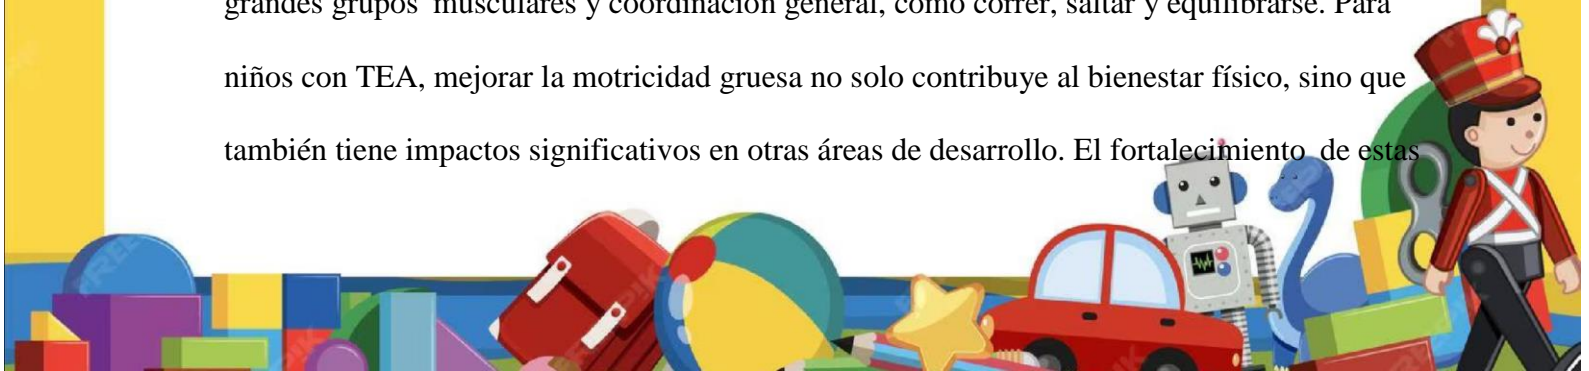 grandes grupos musculares y coordinación general, como correr, saltar y equilibrarse. Para
niños con TEA, mejorar la motricidad gruesa no solo contribuye al bienestar físico, sino que
también tiene impactos significativos en otras áreas de desarrollo. El fortalecimiento de estas